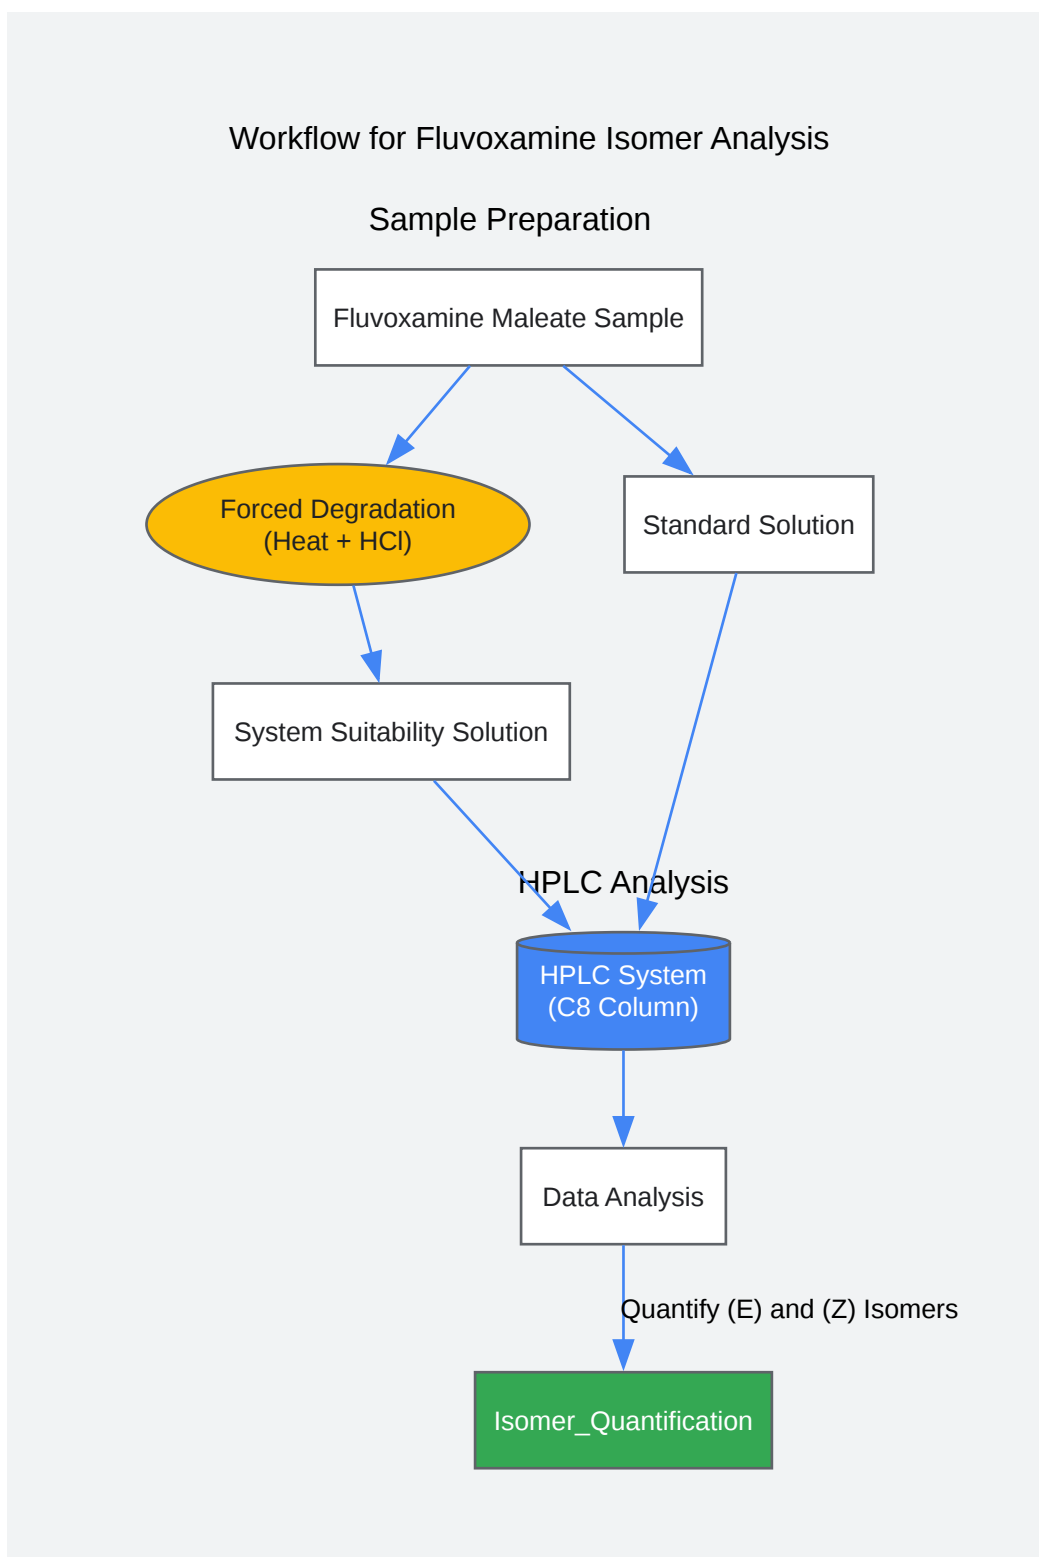 Workflow for Fluvoxamine Isomer Analysis
Sample Preparation
Fluvoxamine Maleate Sample
Forced Degradation
(Heat + HCl)
Standard Solution
System Suitability Solution
HPLC Analysis
HPLC System
(C8 Column)
Data Analysis
Quantify (E) and (Z) Isomers
Isomer_Quantification